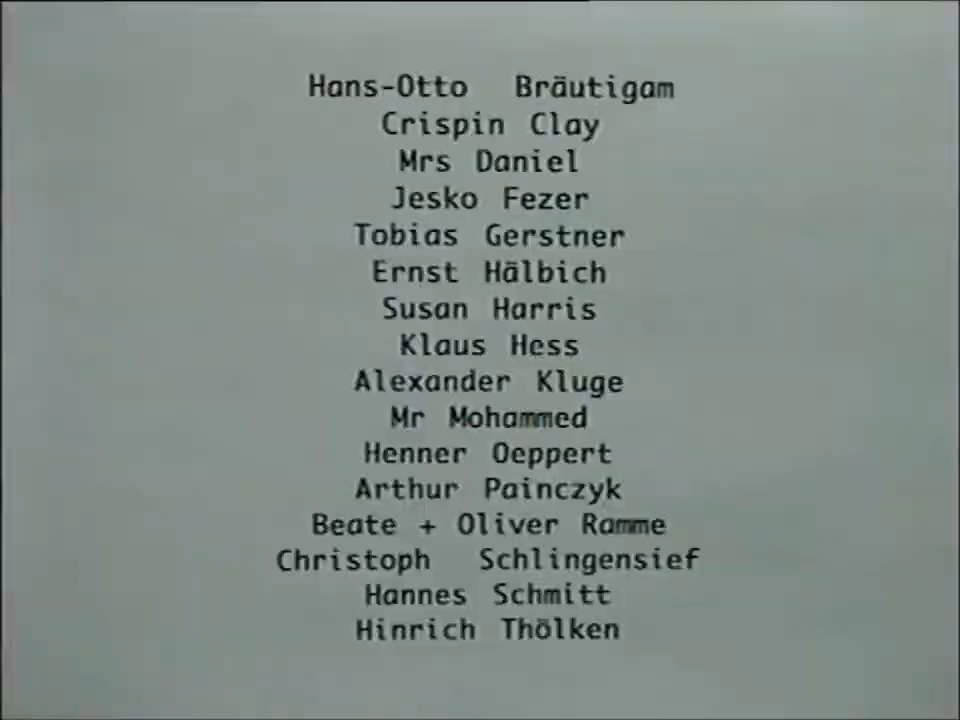 Hans-Otto Bräutigam
Crispin Clay
Mrs Daniel
Jesko Fezer
Tobias Gerstner
Ernst Hälbich
Susan Harris
Klaus Hess
Alexander Kluge
Mr Mohammed
Henner Oeppert
Arthur Painczyk
Beate + Oliver Ramme
Christoph Schlingensief
Hannes Schmitt
Hinrich Thölken